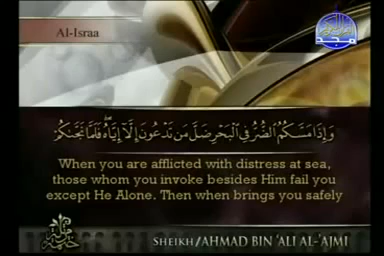 Al-Israa
وَإِذَا مَسَّكُمُ الضُّرُّ فِي الْبَحْرِ ضَلَّ مَن تَدْعُونَ إِلَّا إِيَّاهُ فَلَمَّا نَجَّاكُمْ
When you are afflicted with distress at sea,
those whom you invoke besides Him fail you
except He Alone. Then when brings you safely
SHEIKH/AHMAD BIN 'ALI AL-'AJMI